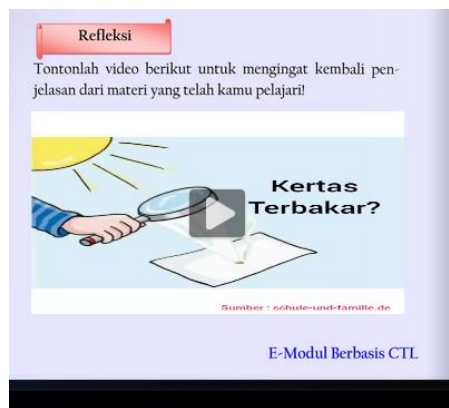 Refleksi
Tontonlah video berikut untuk mengingat kembali pen-
jelasan dari materi yang telah kamu pelajari!
Kertas
Terbakar?
Sumber : schule-und-familie.de
E-Modul Berbasis CTL